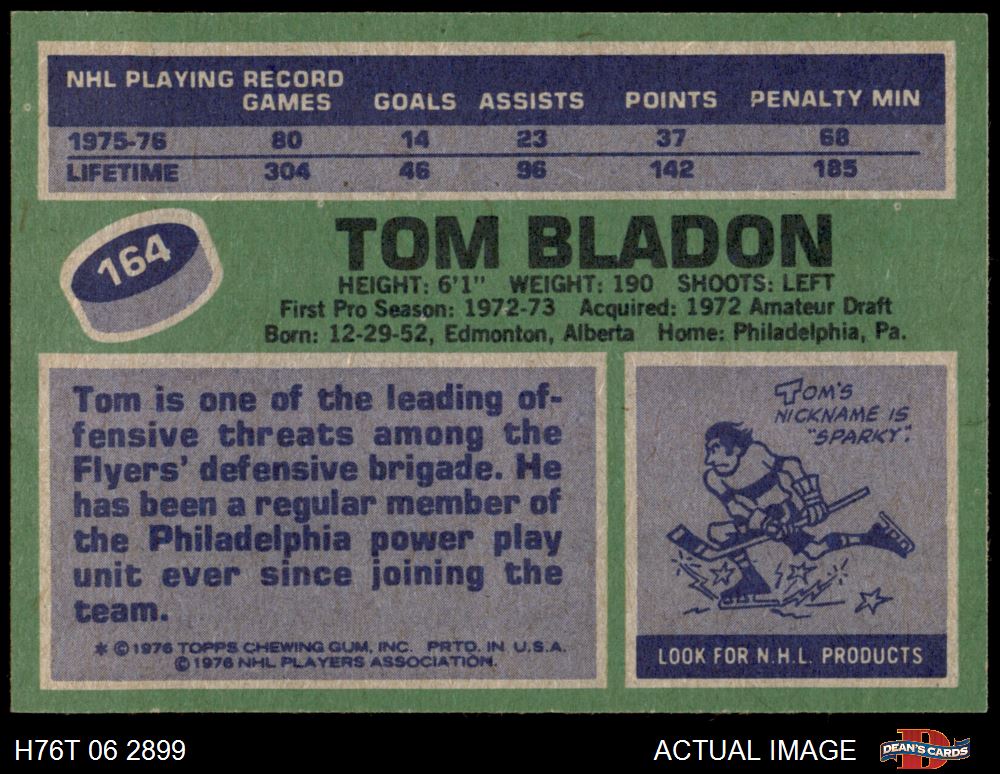 NHL PLAYING RECORD
GAMES GOALS ASSISTS POINTS PENALTY MIN
1975-76 80 14 23 37 68
LIFETIME 304 46 96 142 185
164
TOM BLADON
HEIGHT: 6'1" WEIGHT: 190 SHOOTS: LEFT
First Pro Season: 1972-73 Acquired: 1972 Amateur Draft
Born: 12-29-52, Edmonton, Alberta Home: Philadelphia, Pa.
Tom is one of the leading of-
fensive threats among the
Flyers' defensive brigade. He
has been a regular member of
the Philadelphia power play
unit ever since joining the
team.
* © 1976 TOPPS CHEWING GUM, INC. PRTD. IN U.S.A.
© 1976 NHL PLAYERS ASSOCIATION.
TOM'S
NICKNAME IS
"SPARKY".
LOOK FOR N.H.L. PRODUCTS
H76T 06 2899
ACTUAL IMAGE
D
DEAN'S CARDS